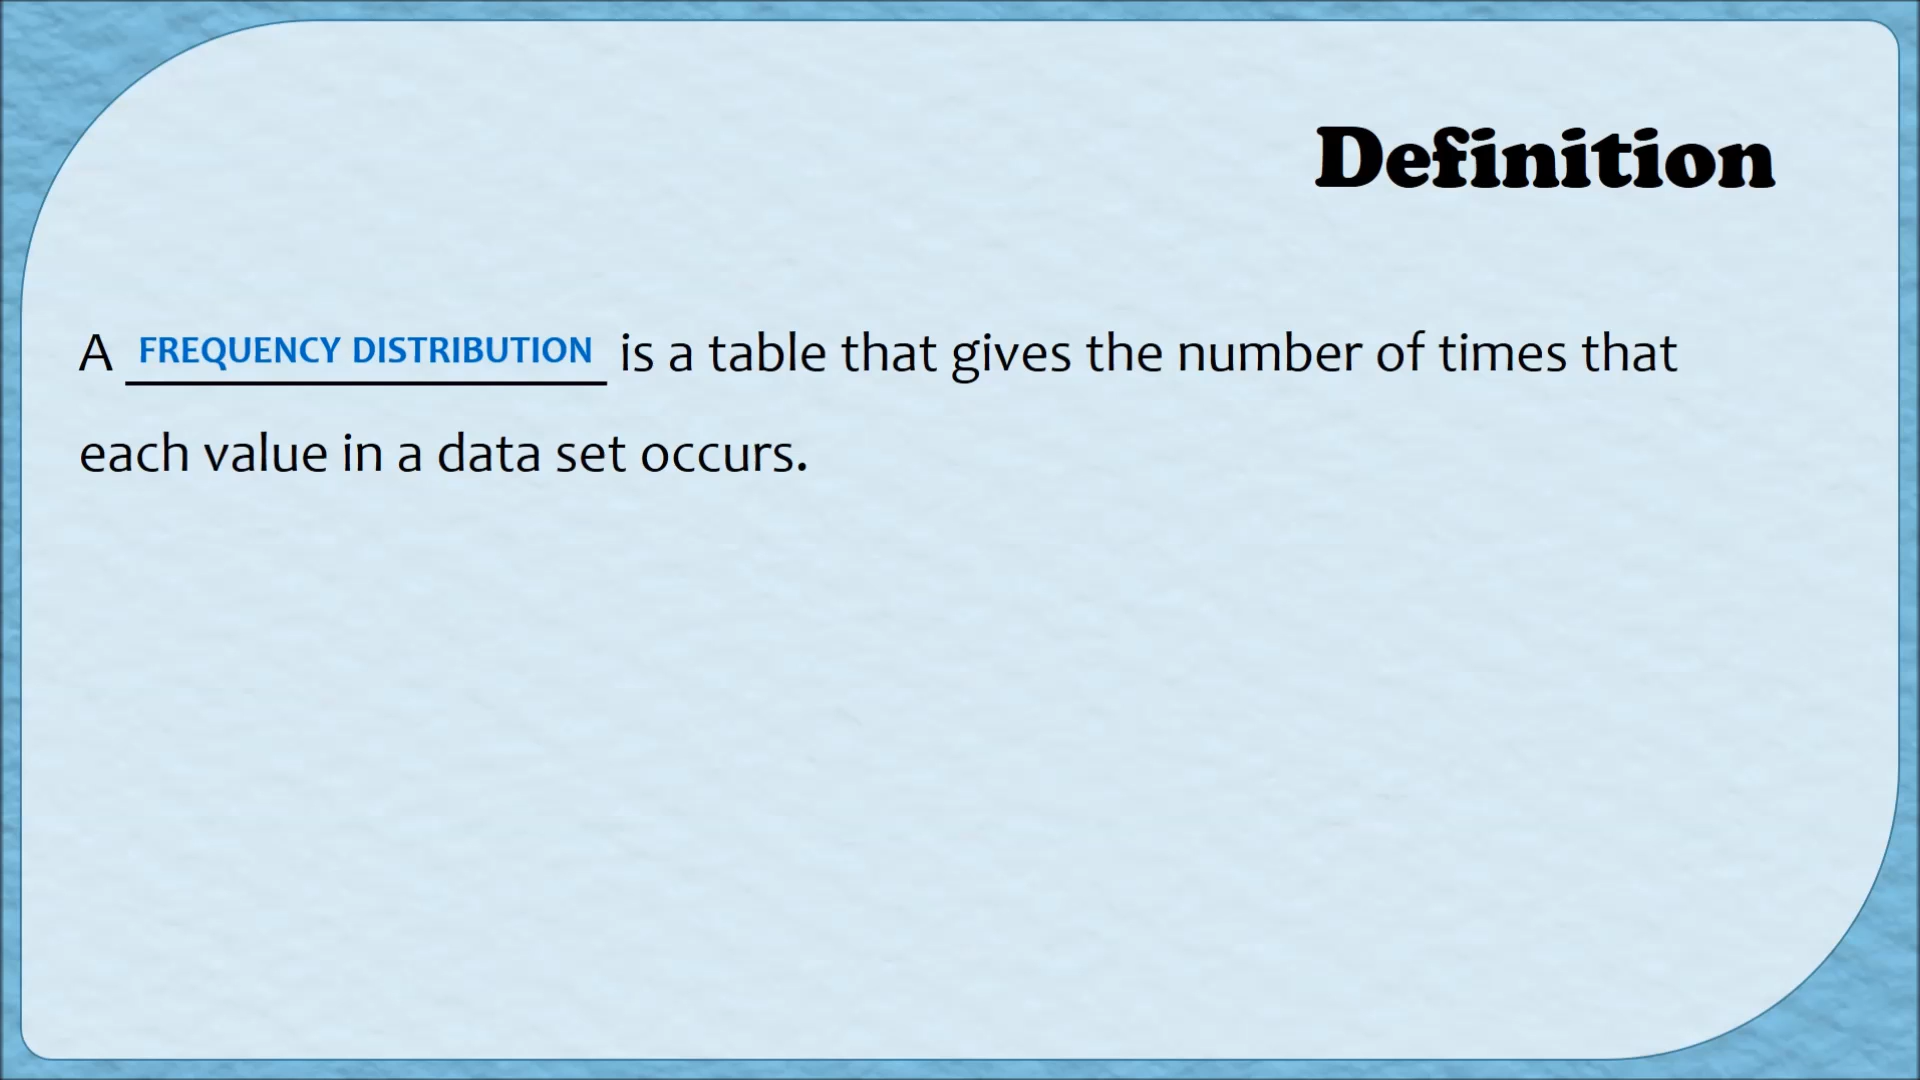 Definition
A FREQUENCY DISTRIBUTION is a table that gives the number of times that
each value in a data set occurs.